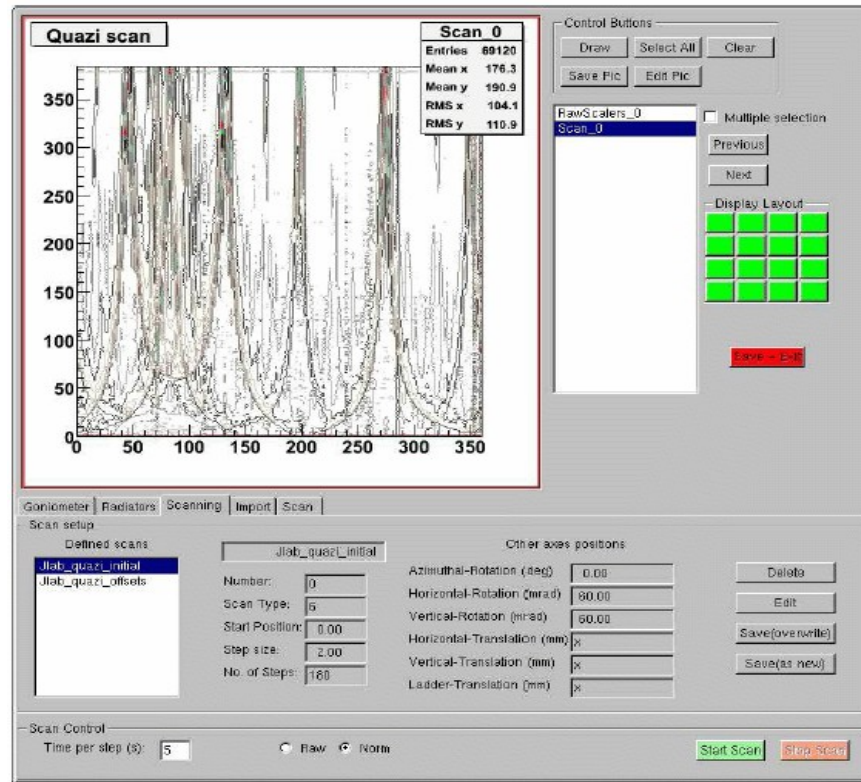 Quazi scan
Scan_0
Entries 69120
Mean x 176.3
Mean y 190.9
RMS x 104.1
RMS y 110.9
350
300
250
200
150
100
50
0
0 50 100 150 200 250 300 350
Control Buttons
Draw Select All Clear
Save Pic Edit Pic
RawScalers_0
Scan_0
Multiple selection
Previous
Next
Display Layout
Save - Exit
Goniometer Radiators Scanning Import Scan
Scan setup
Defined scans
Jlab_quazi_initial
Jlab_quazi_offsets
Jlab_quazi_initial
Number: 0
Scan Type: 6
Start Position: 0.00
Step size: 2.00
No. of Steps: 180
Other axes positions
Azimuthal-Rotation (deg) 0.00
Horizontal-Rotation (mrad) 60.00
Vertical-Rotation (mrad) 60.00
Horizontal-Translation (mm) x
Vertical-Translation (mm) x
Ladder-Translation (mm) x
Delete
Edit
Save(overwrite)
Save(as new)
Scan Control
Time per step (s): 5
Raw Norm
Start Scan Stop Scan